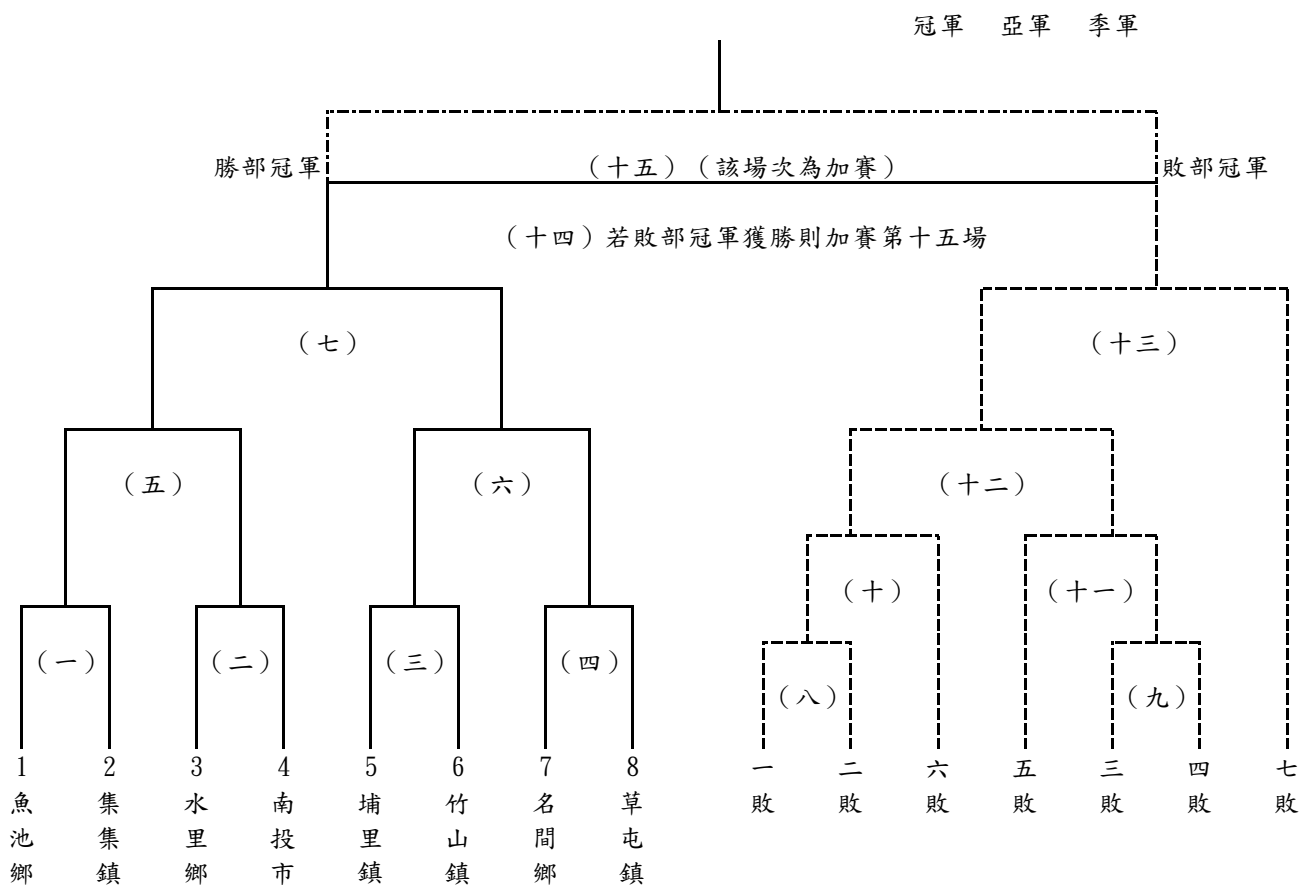 冠軍 亞軍 季軍
勝部冠軍 (十五)(該場次為加賽) 敗部冠軍
(十四)若敗部冠軍獲勝則加賽第十五場
(七) (十三)
(五) (六) (十二)
(十) (十一)
(一) (二) (三) (四)
(八) (九)
1 魚池鄉
2 集集鎮
3 水里鄉
4 南投市
5 埔里鎮
6 竹山鎮
7 名間鄉
8 草屯鎮
一敗
二敗
六敗
五敗
三敗
四敗
七敗